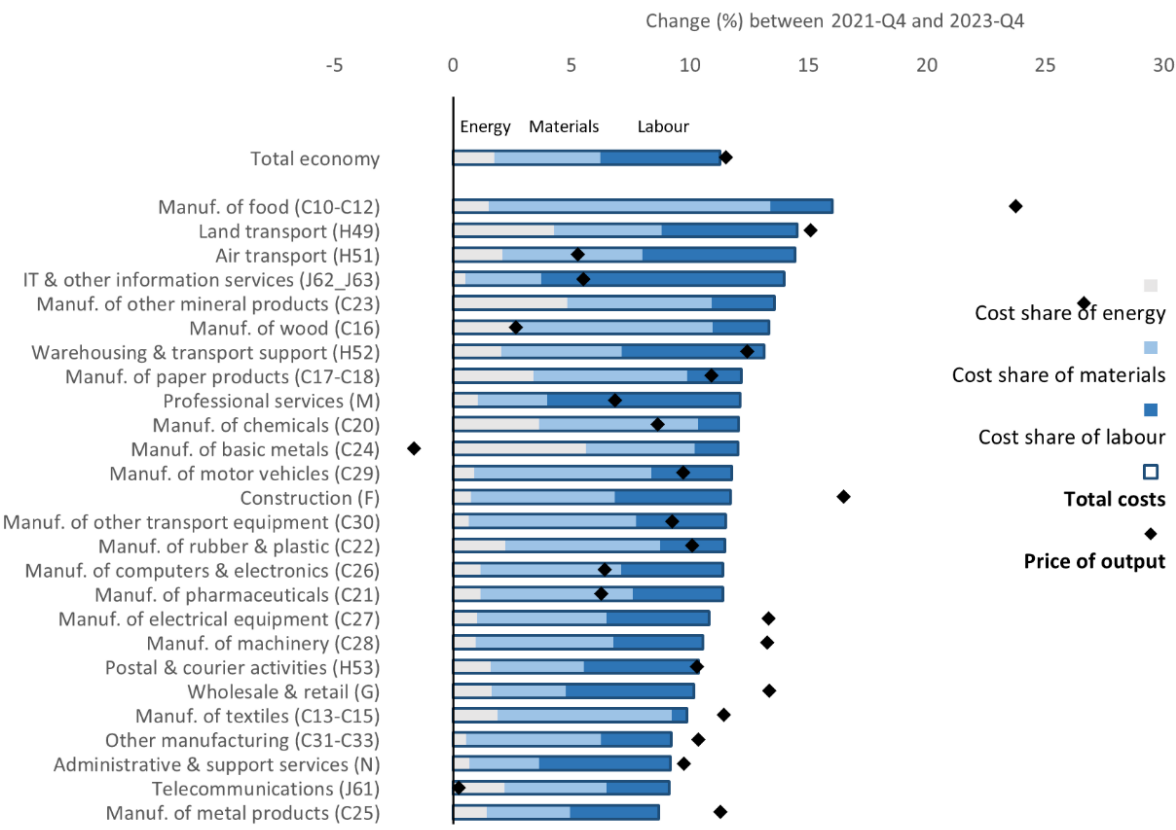 Change (%) between 2021-Q4 and 2023-Q4
-5 0 5 10 15 20 25 30
Energy Materials Labour
Total economy
Manuf. of food (C10-C12)
Land transport (H49)
Air transport (H51)
IT & other information services (J62_J63)
Manuf. of other mineral products (C23)
Cost share of energy
Manuf. of wood (C16)
Warehousing & transport support (H52)
Manuf. of paper products (C17-C18)
Cost share of materials
Professional services (M)
Manuf. of chemicals (C20)
Cost share of labour
Manuf. of basic metals (C24)
Manuf. of motor vehicles (C29)
Construction (F)
Total costs
Manuf. of other transport equipment (C30)
Manuf. of rubber & plastic (C22)
Price of output
Manuf. of computers & electronics (C26)
Manuf. of pharmaceuticals (C21)
Manuf. of electrical equipment (C27)
Manuf. of machinery (C28)
Postal & courier activities (H53)
Wholesale & retail (G)
Manuf. of textiles (C13-C15)
Other manufacturing (C31-C33)
Administrative & support services (N)
Telecommunications (J61)
Manuf. of metal products (C25)